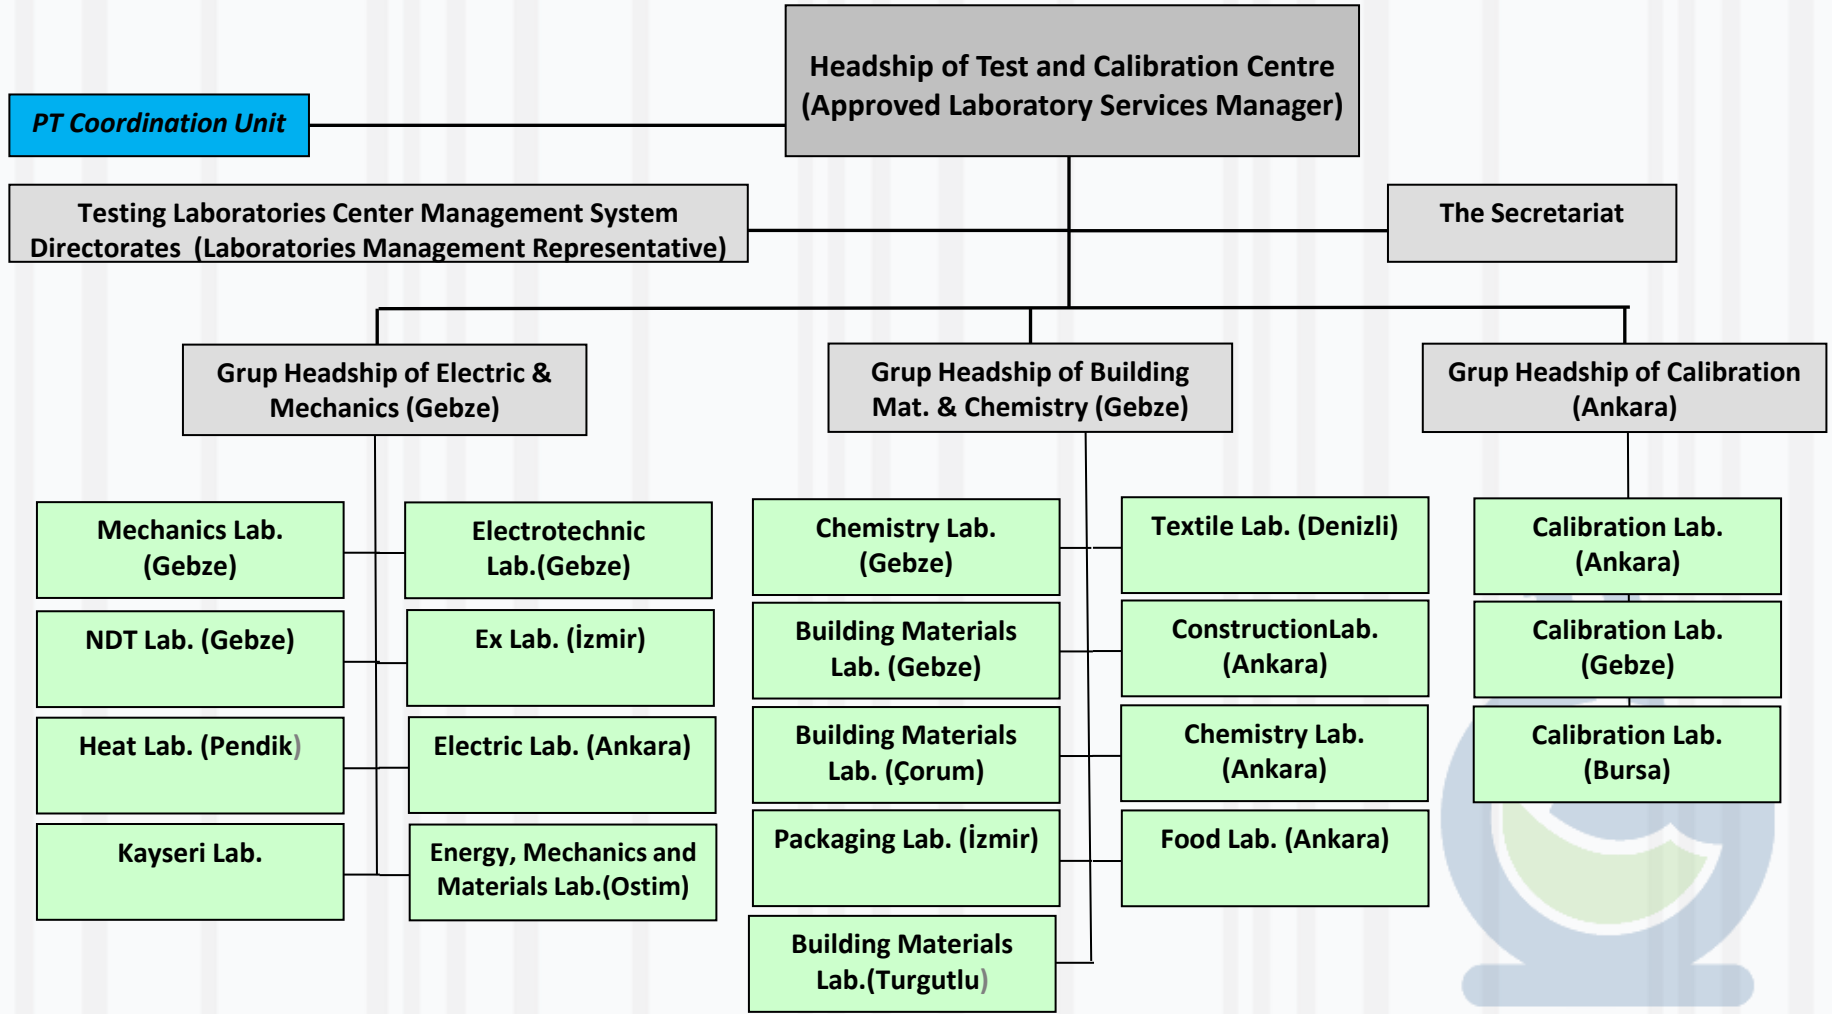 Headship of Test and Calibration Centre
(Approved Laboratory Services Manager)
PT Coordination Unit
Testing Laboratories Center Management System
Directorates (Laboratories Management Representative)
The Secretariat
Grup Headship of Electric &
Mechanics (Gebze)
Grup Headship of Building
Mat. & Chemistry (Gebze)
Grup Headship of Calibration
(Ankara)
Mechanics Lab.
(Gebze)
Electrotechnic
Lab.(Gebze)
NDT Lab. (Gebze)
Ex Lab. (İzmir)
Heat Lab. (Pendik)
Electric Lab. (Ankara)
Kayseri Lab.
Energy, Mechanics and
Materials Lab.(Ostim)
Chemistry Lab.
(Gebze)
Textile Lab. (Denizli)
Building Materials
Lab. (Gebze)
ConstructionLab.
(Ankara)
Building Materials
Lab. (Çorum)
Chemistry Lab.
(Ankara)
Packaging Lab. (İzmir)
Food Lab. (Ankara)
Building Materials
Lab.(Turgutlu)
Calibration Lab.
(Ankara)
Calibration Lab.
(Gebze)
Calibration Lab.
(Bursa)